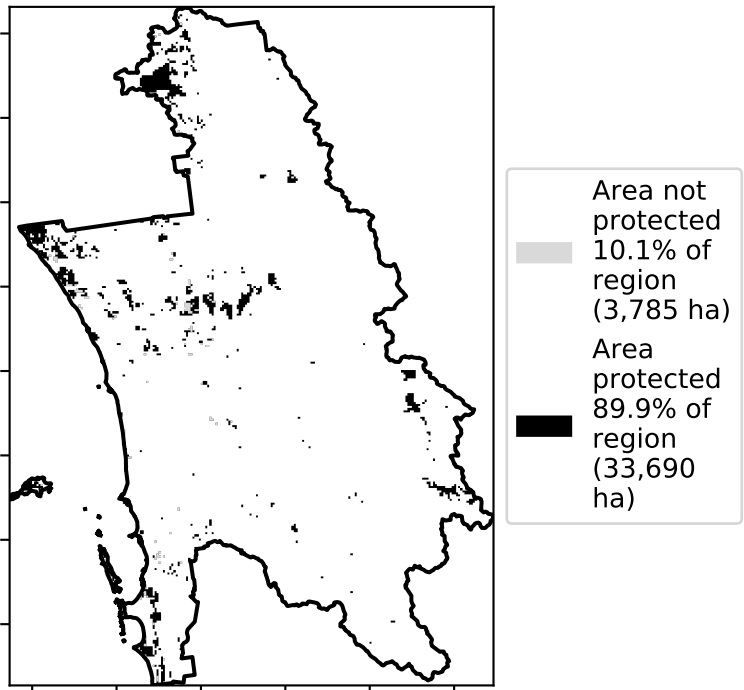 Area not
protected
10.1% of
region
(3,785 ha)
Area
protected
89.9% of
region
(33,690
ha)